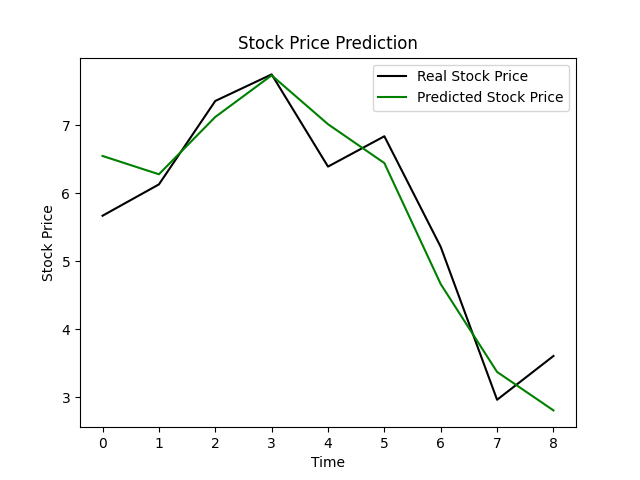 Stock Price Prediction
Real Stock Price
Predicted Stock Price
7
6
5
4
3
Stock Price
0 1 2 3 4 5 6 7 8
Time